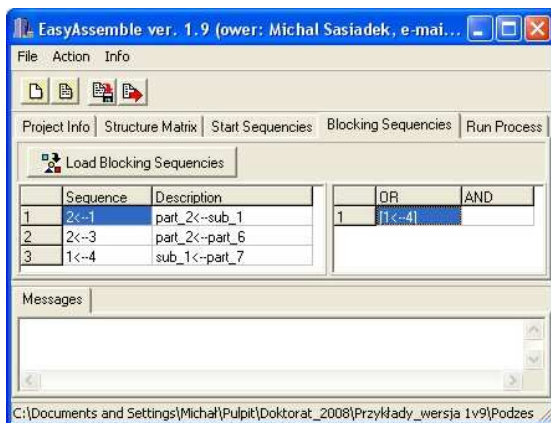 EasyAssemble ver. 1.9 (ower: Michal Sasiadek, e-mai...
File Action Info
Project Info Structure Matrix Start Sequencies Blocking Sequencies Run Process
Load Blocking Sequencies
Sequence Description OR AND
1 2<--1 part_2<--sub_1 1 [1<--4]
2 2<--3 part_2<--part_6
3 1<--4 sub_1<--part_7
Messages
C:\Documents and Settings\Michał\Pulpit\Doktorat_2008\Przykłady_wersja 1v9\Podzes